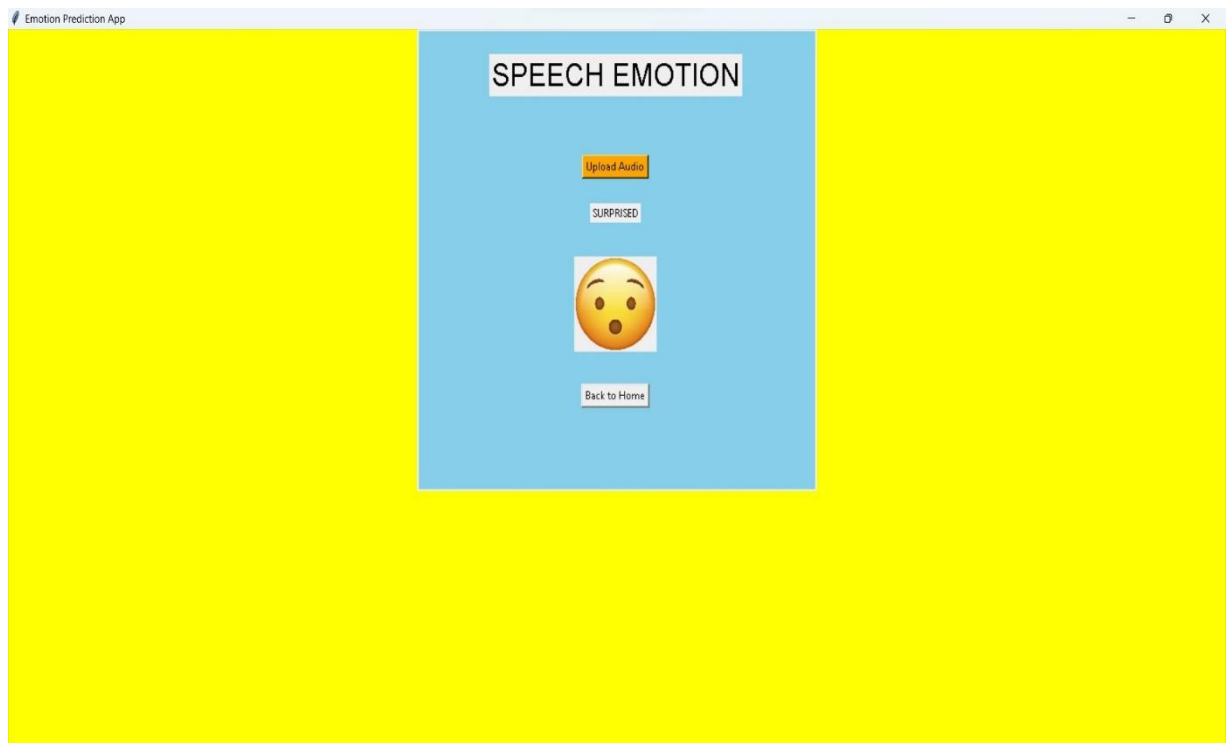 Emotion Prediction App
SPEECH EMOTION
Upload Audio
SURPRISED
Back to Home